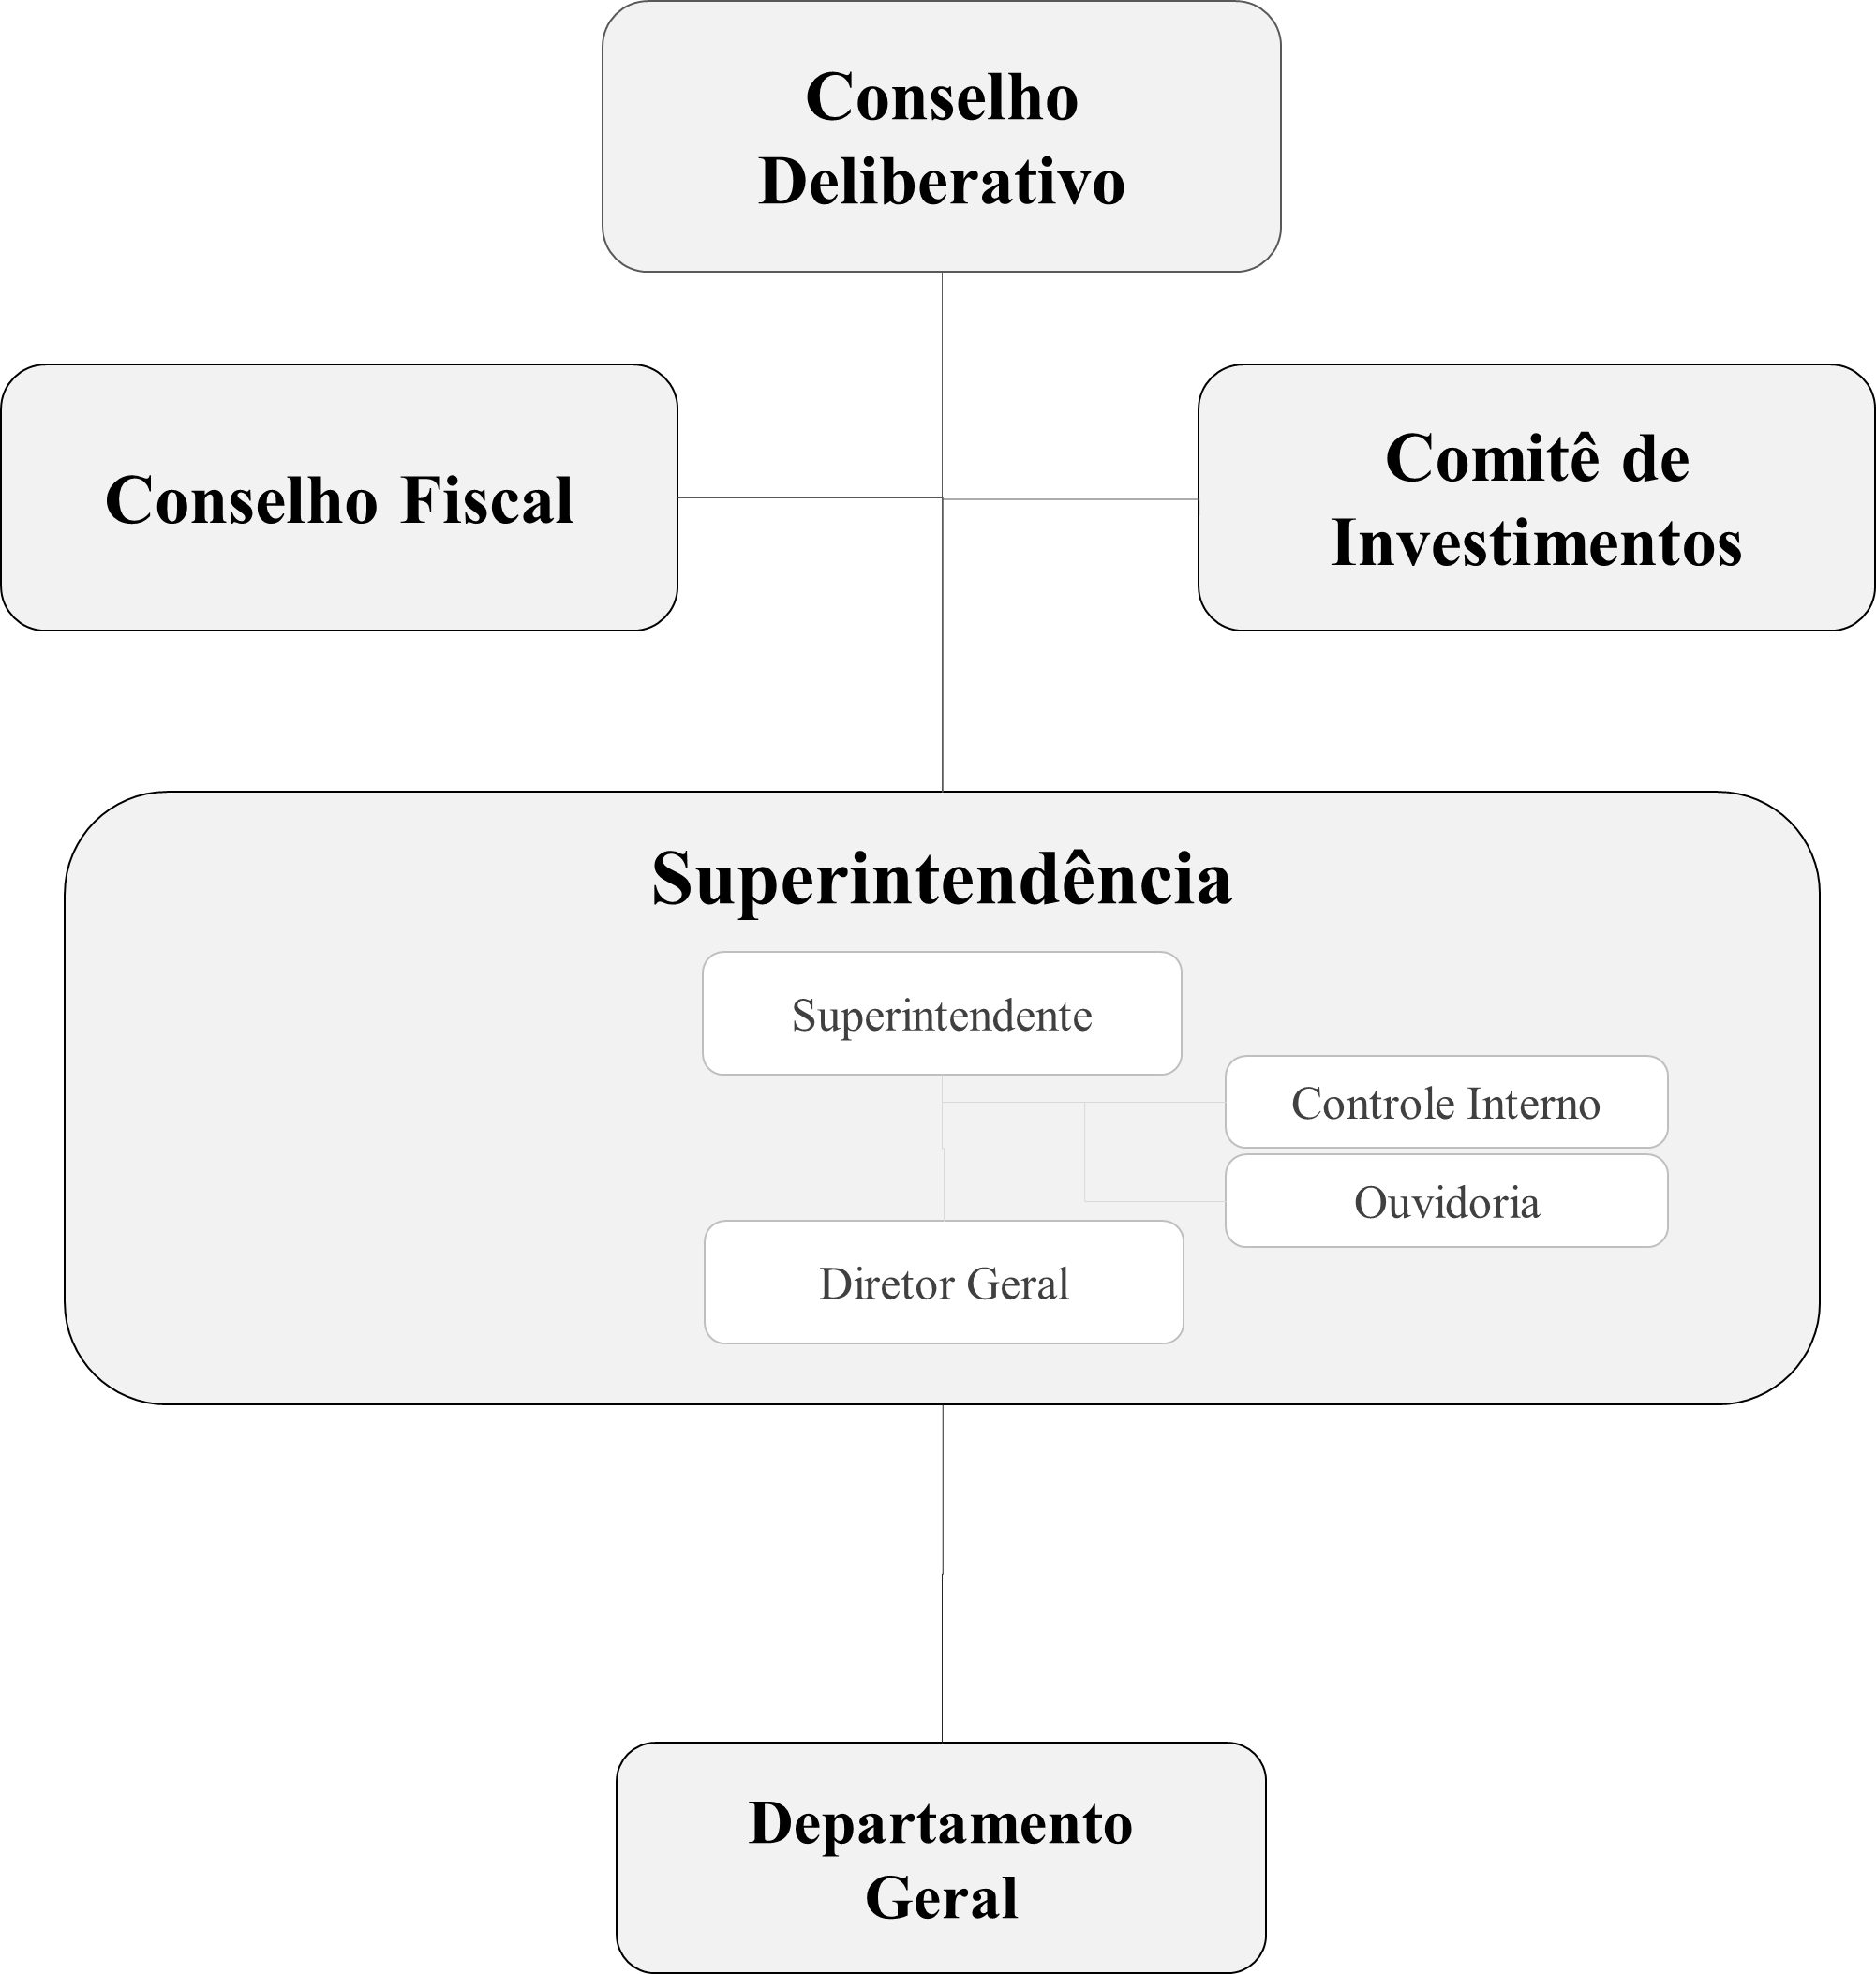 Conselho
Deliberativo
Conselho Fiscal
Comitê de
Investimentos
Superintendência
Superintendente
Controle Interno
Ouvidoria
Diretor Geral
Departamento
Geral